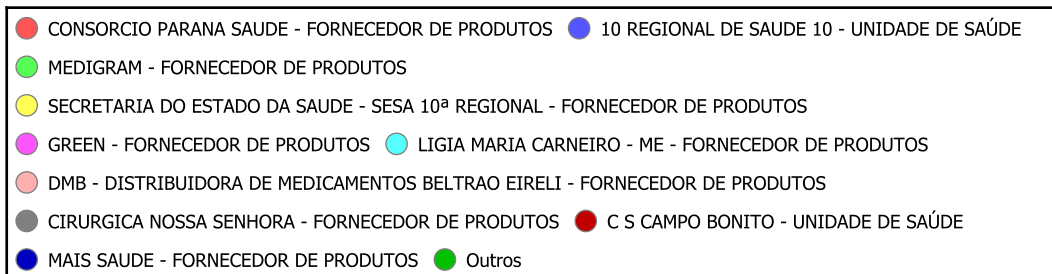 CONSORCIO PARANA SAUDE - FORNECEDOR DE PRODUTOS 10 REGIONAL DE SAUDE 10 - UNIDADE DE SAÚDE
MEDIGRAM - FORNECEDOR DE PRODUTOS
SECRETARIA DO ESTADO DA SAUDE - SESA 10ª REGIONAL - FORNECEDOR DE PRODUTOS
GREEN - FORNECEDOR DE PRODUTOS LIGIA MARIA CARNEIRO - ME - FORNECEDOR DE PRODUTOS
DMB - DISTRIBUIDORA DE MEDICAMENTOS BELTRAO EIRELI - FORNECEDOR DE PRODUTOS
CIRURGICA NOSSA SENHORA - FORNECEDOR DE PRODUTOS C S CAMPO BONITO - UNIDADE DE SAÚDE
MAIS SAUDE - FORNECEDOR DE PRODUTOS Outros